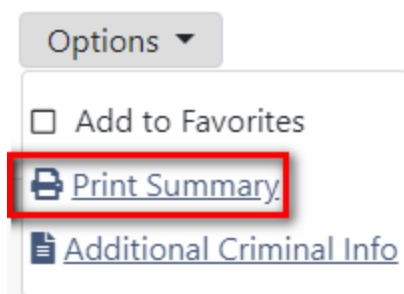 Options
Add to Favorites
Print Summary
Additional Criminal Info